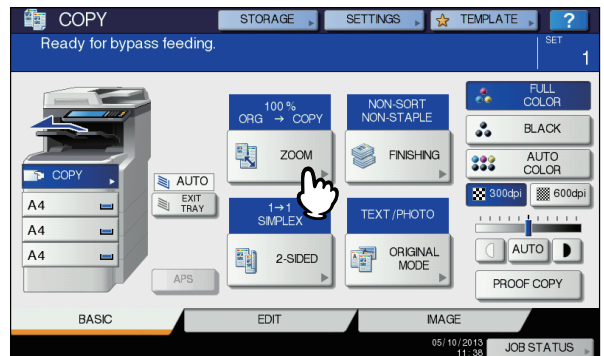 COPY
STORAGE
SETTINGS
TEMPLATE
?
Ready for bypass feeding.
SET
1
100 %
ORG → COPY
ZOOM
NON-SORT
NON-STAPLE
FINISHING
FULL
COLOR
BLACK
AUTO
COLOR
300dpi
600dpi
COPY
A4
A4
A4
AUTO
EXIT
TRAY
APS
1→1
SIMPLEX
2-SIDED
TEXT/PHOTO
ORIGINAL
MODE
AUTO
PROOF COPY
BASIC
EDIT
IMAGE
05/10/2013
11:38
JOB STATUS